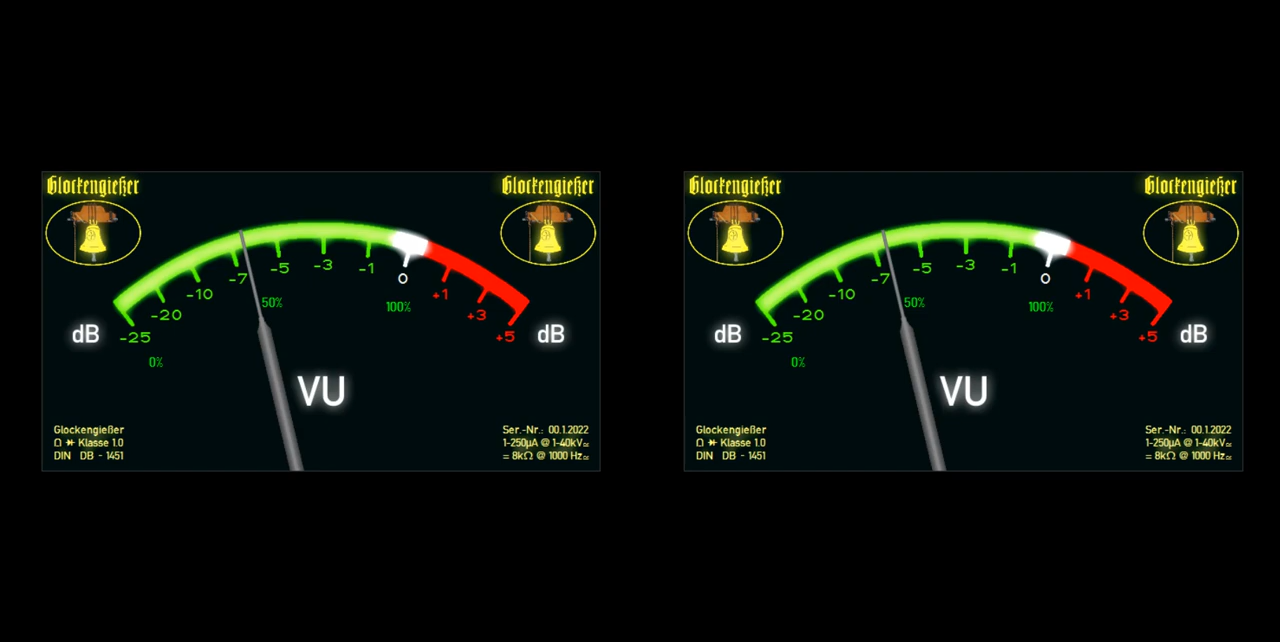 Glockengießer Glockengießer
-25 -20 -10 -7 -5 -3 -1 0 +1 +3 +5
0% 50% 100%
dB dB
VU
Glockengießer
Ω Klasse 1.0
DIN DB - 1451
Ser.-Nr.: 00.1.2022
1-250µA @ 1-40kV
= 8kΩ @ 1000 Hz
Glockengießer Glockengießer
-25 -20 -10 -7 -5 -3 -1 0 +1 +3 +5
0% 50% 100%
dB dB
VU
Glockengießer
Ω Klasse 1.0
DIN DB - 1451
Ser.-Nr.: 00.1.2022
1-250µA @ 1-40kV
= 8kΩ @ 1000 Hz